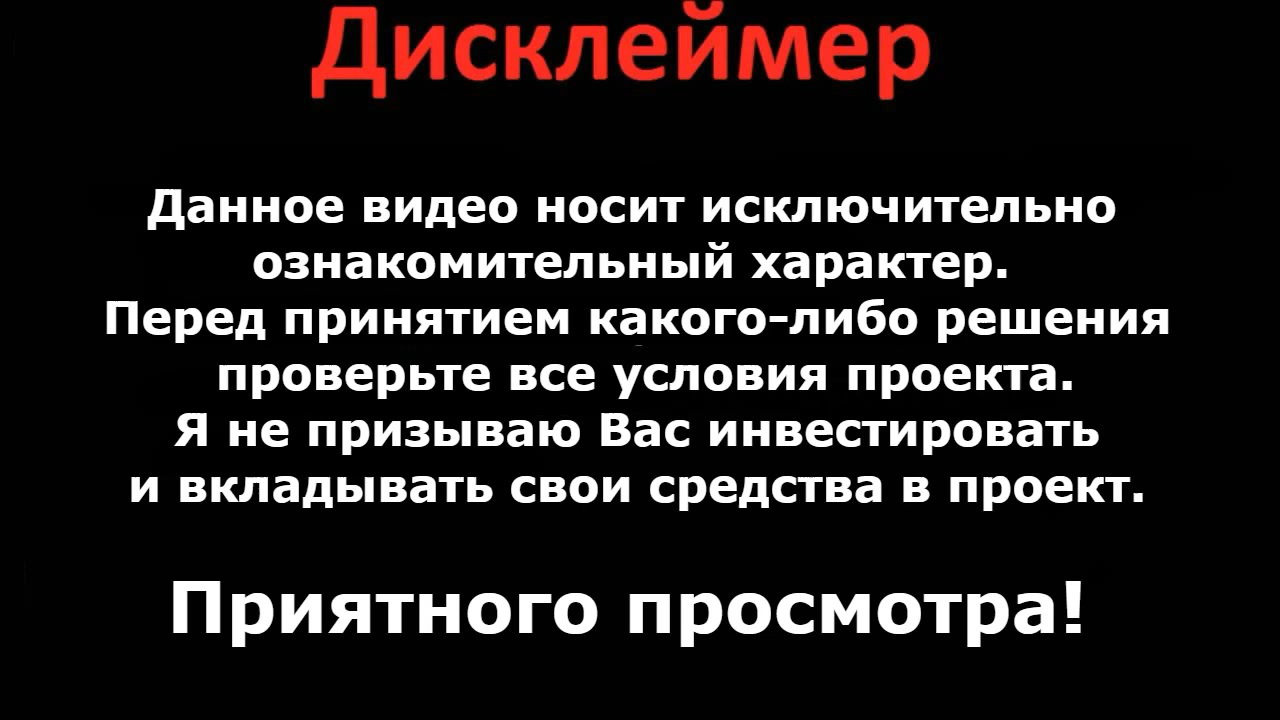 Дисклеймер
Данное видео носит исключительно
ознакомительный характер.
Перед принятием какого-либо решения
проверьте все условия проекта.
Я не призываю Вас инвестировать
и вкладывать свои средства в проект.
Приятного просмотра!